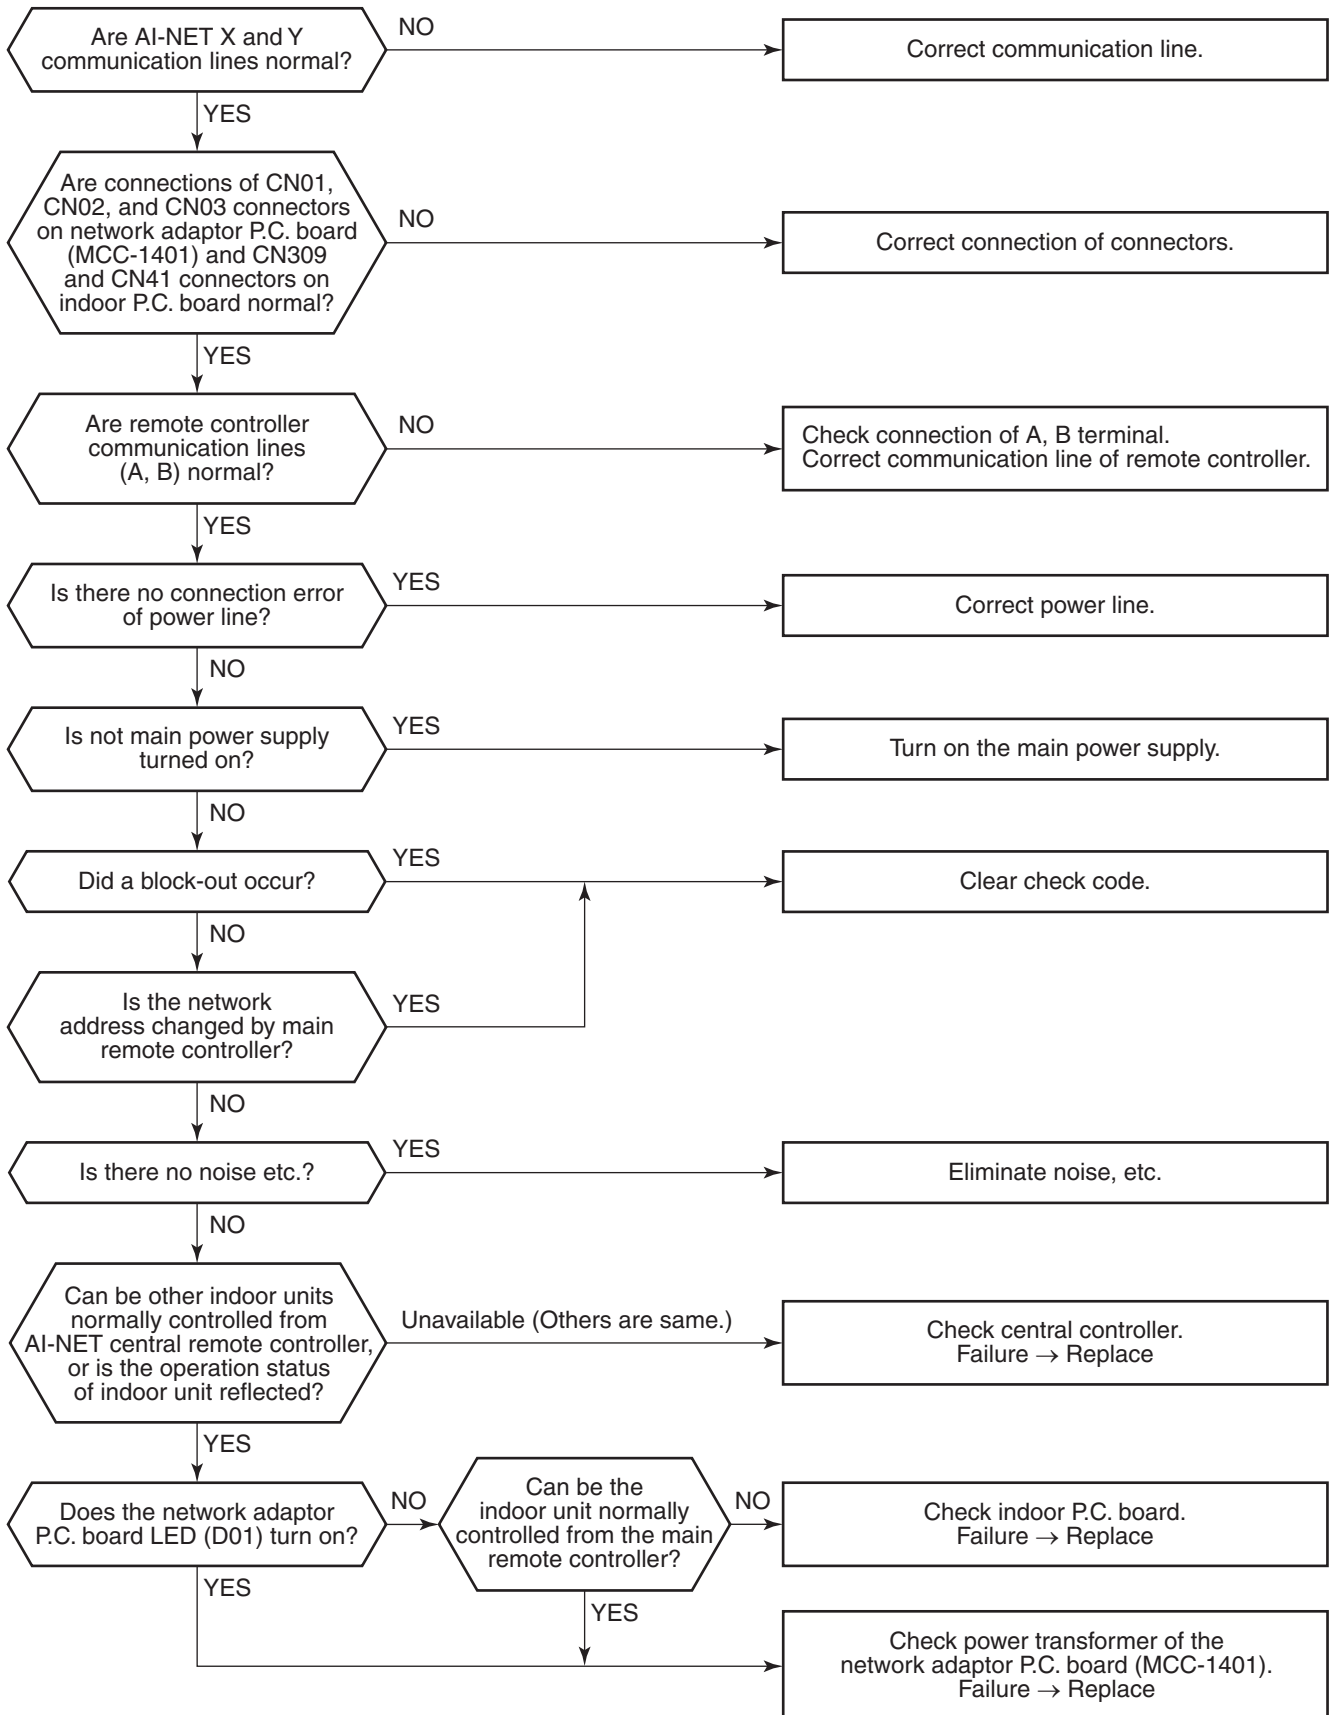 Are AI-NET X and Y
communication lines normal?
NO
Correct communication line.
YES
Are connections of CN01,
CN02, and CN03 connectors
on network adaptor P.C. board
(MCC-1401) and CN309
and CN41 connectors on
indoor P.C. board normal?
NO
Correct connection of connectors.
YES
Are remote controller
communication lines
(A, B) normal?
NO
Check connection of A, B terminal.
Correct communication line of remote controller.
YES
Is there no connection error
of power line?
YES
Correct power line.
NO
Is not main power supply
turned on?
YES
Turn on the main power supply.
NO
Did a block-out occur?
YES
Clear check code.
NO
Is the network
address changed by main
remote controller?
YES
NO
Is there no noise etc.?
YES
Eliminate noise, etc.
NO
Can be other indoor units
normally controlled from
AI-NET central remote controller,
or is the operation status
of indoor unit reflected?
Unavailable (Others are same.)
Check central controller.
Failure → Replace
YES
Does the network adaptor
P.C. board LED (D01) turn on?
NO
Can be the
indoor unit normally
controlled from the main
remote controller?
NO
Check indoor P.C. board.
Failure → Replace
YES
YES
Check power transformer of the
network adaptor P.C. board (MCC-1401).
Failure → Replace